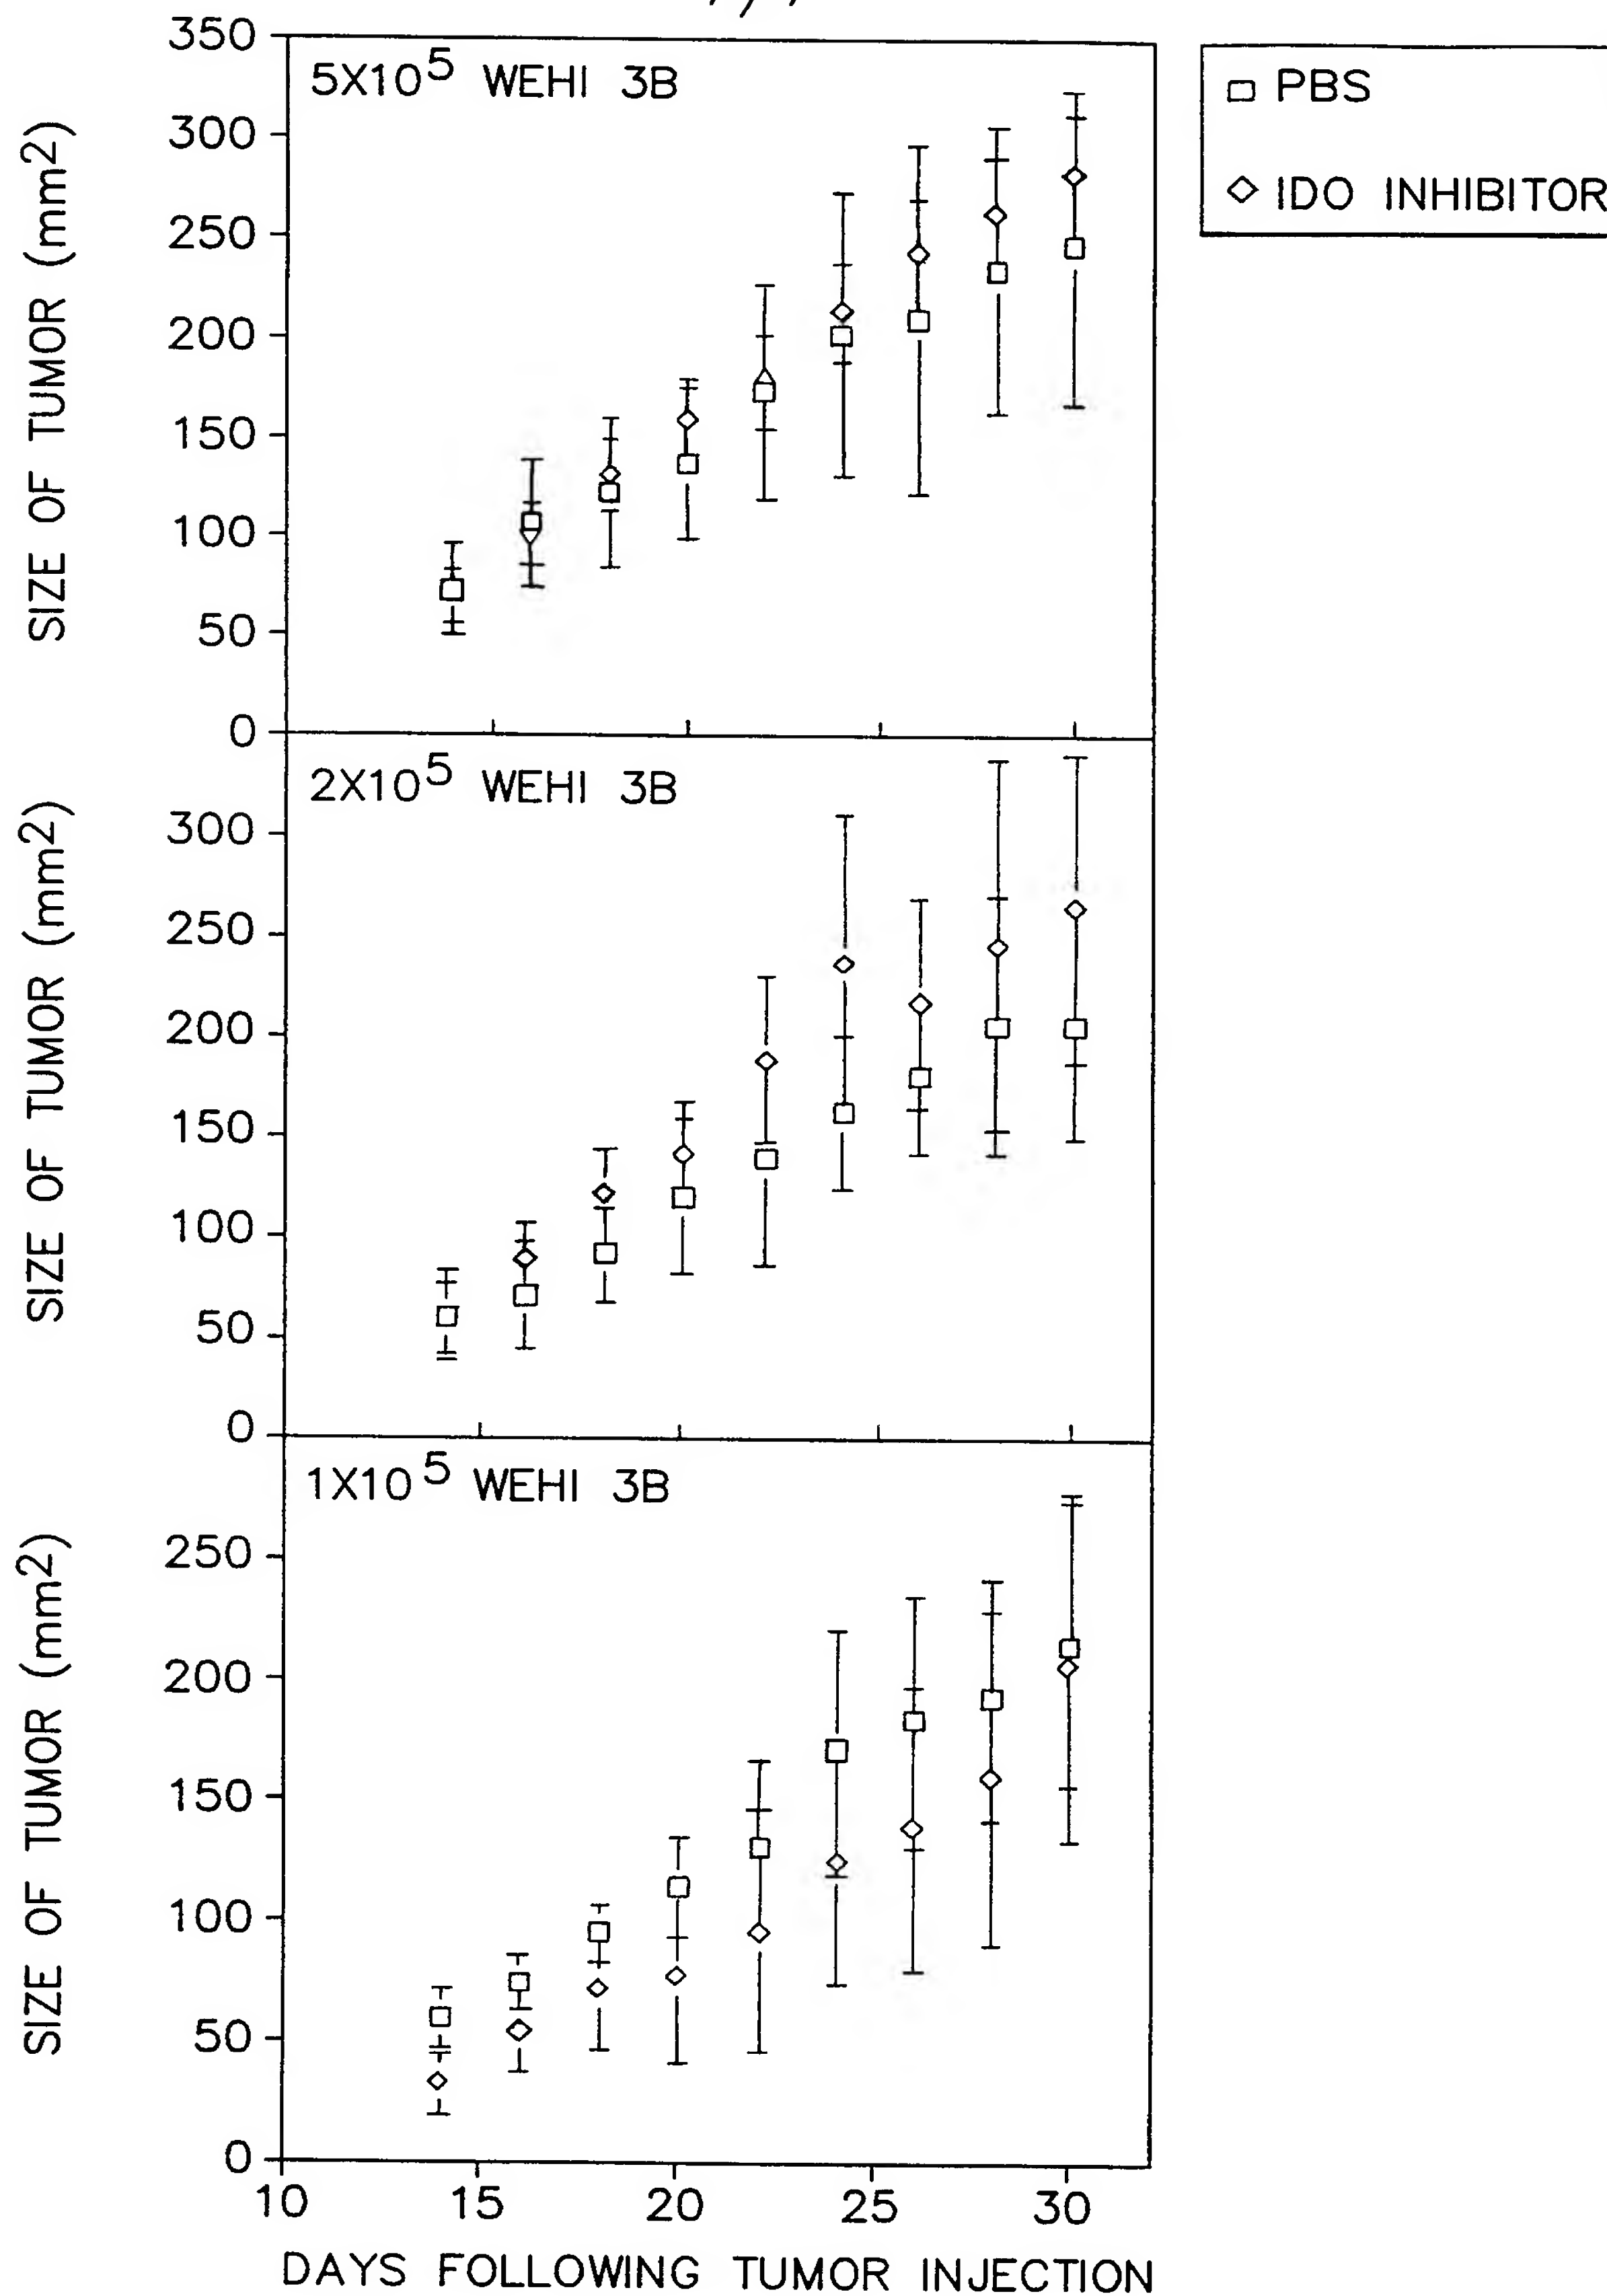 350
5X10⁵ WEHI 3B
300
250
200
150
100
50
0
SIZE OF TUMOR (mm²)
□ PBS
◇ IDO INHIBITOR
2X10⁵ WEHI 3B
300
250
200
150
100
50
0
SIZE OF TUMOR (mm²)
1X10⁵ WEHI 3B
250
200
150
100
50
0
SIZE OF TUMOR (mm²)
10 15 20 25 30
DAYS FOLLOWING TUMOR INJECTION